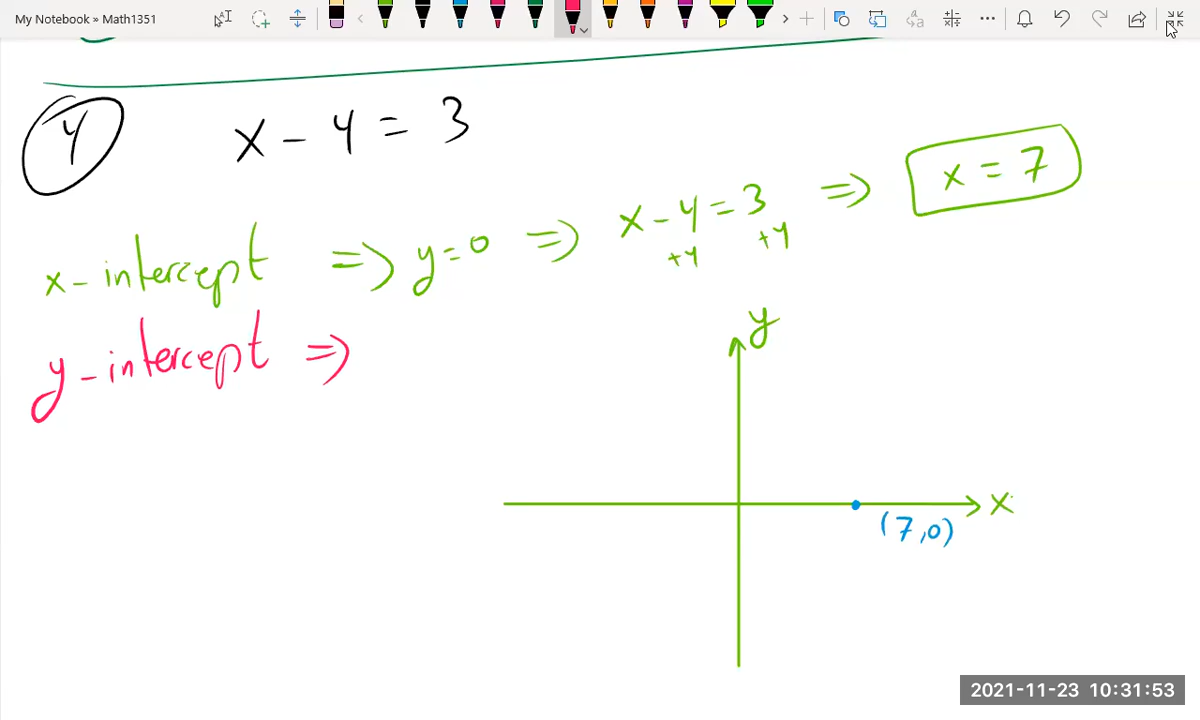 My Notebook » Math1351
4 x - 4 = 3
x - intercept => y = 0 => x - 4 = 3 => x = 7
+4 +4
y - intercept =>
y
x
(7,0)
2021-11-23 10:31:53